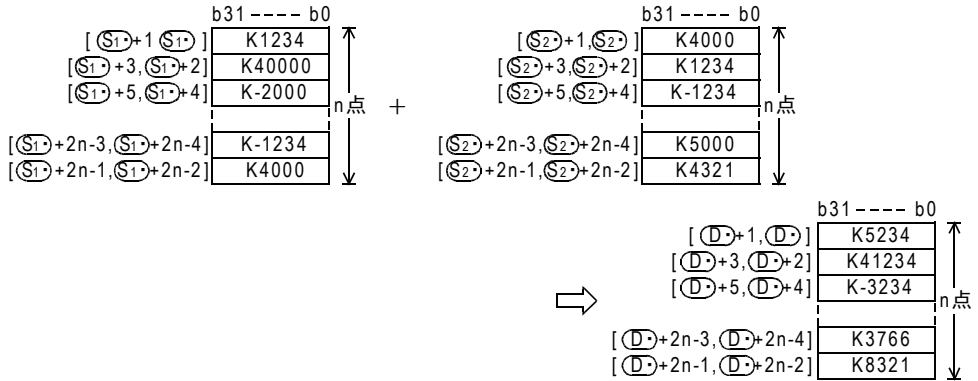 b31 ---- b0
[ (S1·)+1 (S1·) ] K1234
[(S1·)+3,(S1·)+2] K40000
[(S1·)+5,(S1·)+4] K-2000
[(S1·)+2n-3,(S1·)+2n-4] K-1234
[(S1·)+2n-1,(S1·)+2n-2] K4000
n点
+
b31 ---- b0
[ (S2·)+1,(S2·) ] K4000
[(S2·)+3,(S2·)+2] K1234
[(S2·)+5,(S2·)+4] K-1234
[(S2·)+2n-3,(S2·)+2n-4] K5000
[(S2·)+2n-1,(S2·)+2n-2] K4321
n点
b31 ---- b0
[ (D·)+1,(D·) ] K5234
[ (D·)+3,(D·)+2] K41234
[ (D·)+5,(D·)+4] K-3234
[ (D·)+2n-3,(D·)+2n-4] K3766
[ (D·)+2n-1,(D·)+2n-2] K8321
n点